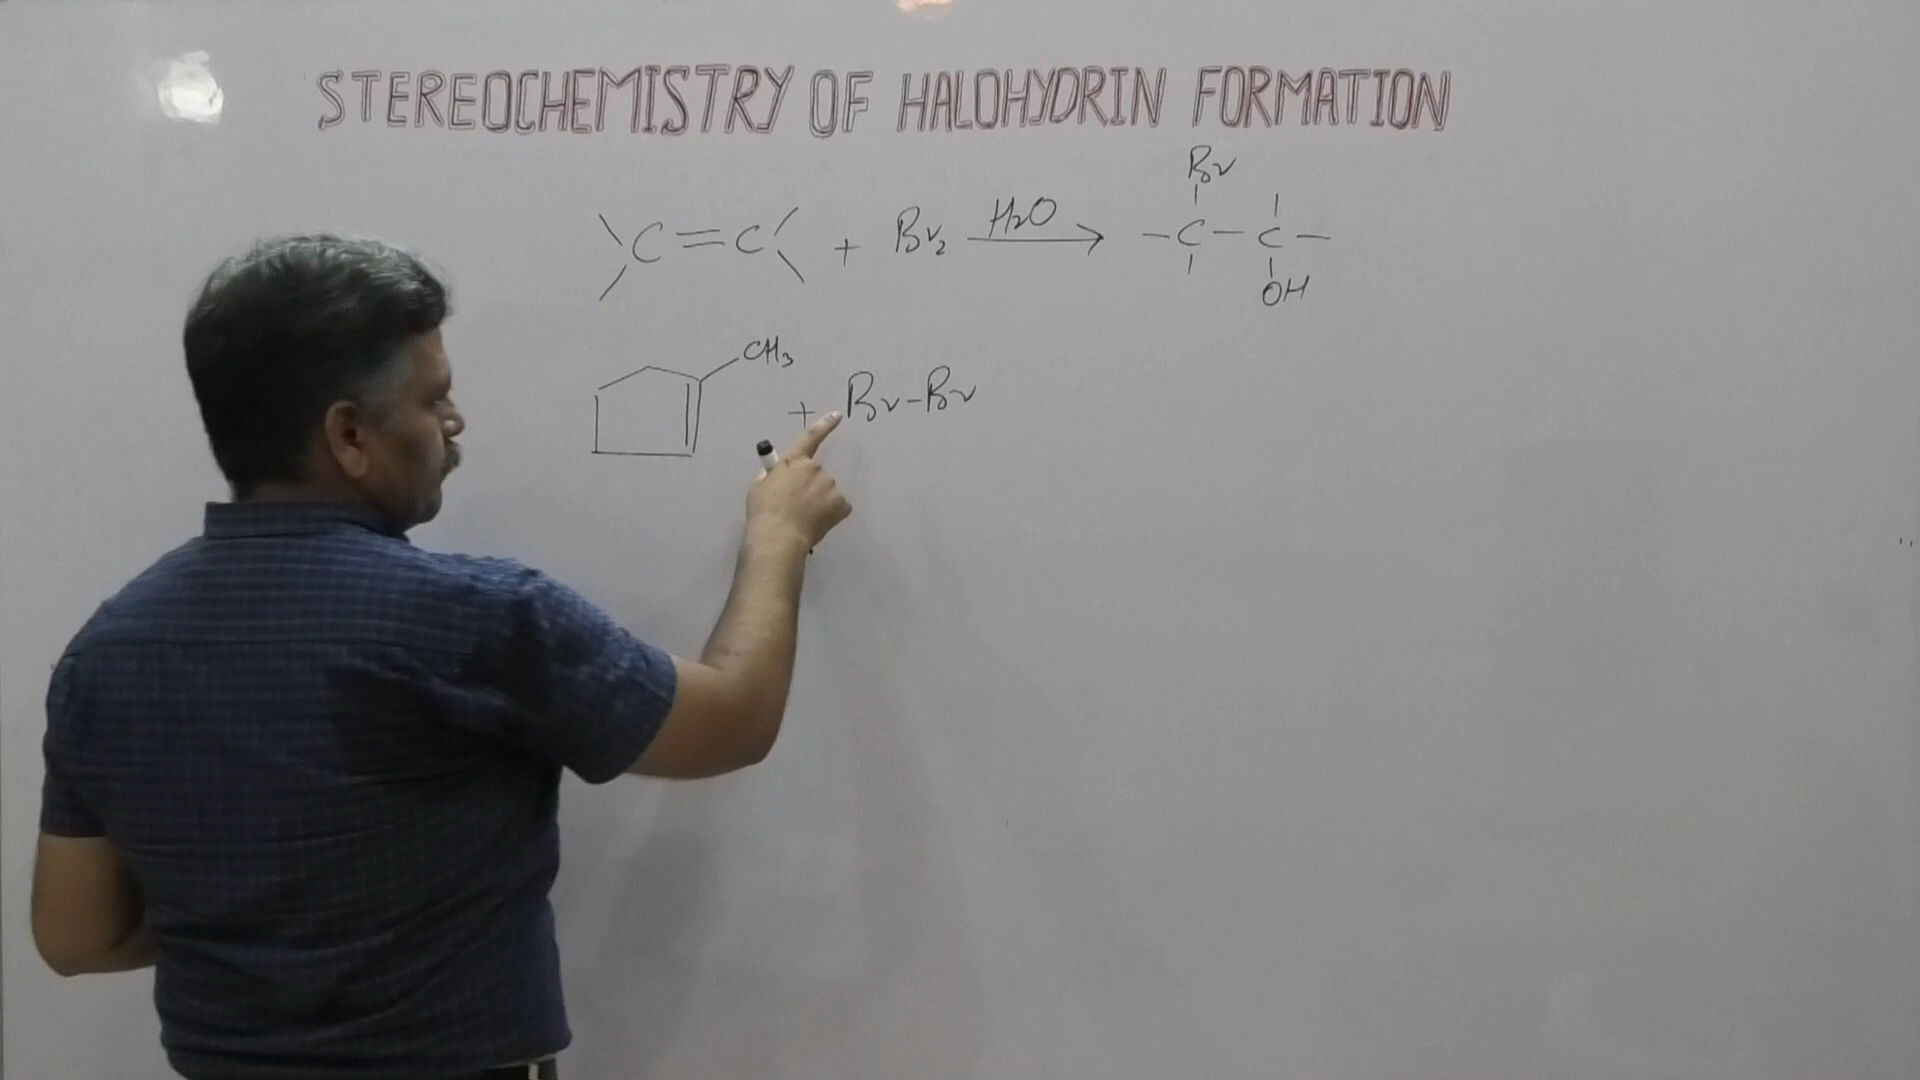 STEREOCHEMISTRY OF HALOHYDRIN FORMATION
Br
C=C + Br2 H2O → -C-C-
OH
CH3
+ Br-Br